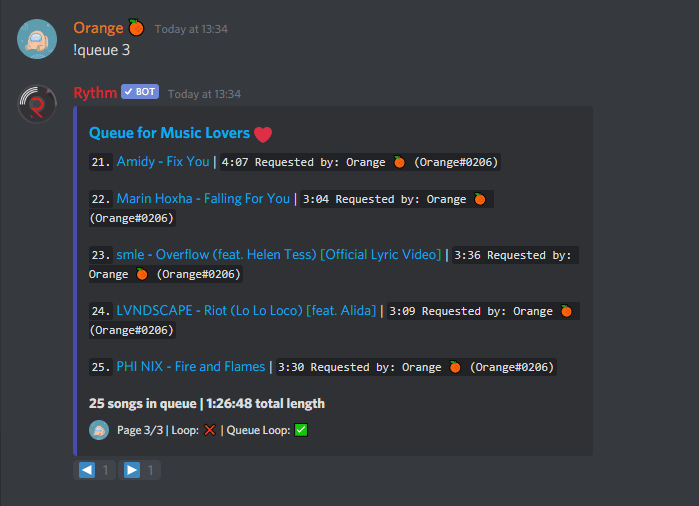 Orange 🍊 Today at 13:34
!queue 3
Rythm ✓ BOT Today at 13:34
Queue for Music Lovers ❤️
21. Amidy - Fix You | 4:07 Requested by: Orange 🍊 (Orange#0206)
22. Marin Hoxha - Falling For You | 3:04 Requested by: Orange 🍊
(Orange#0206)
23. smle - Overflow (feat. Helen Tess) [Official Lyric Video] | 3:36 Requested by:
Orange 🍊 (Orange#0206)
24. LVNDSCAPE - Riot (Lo Lo Loco) [feat. Alida] | 3:09 Requested by: Orange 🍊
(Orange#0206)
25. PHI NIX - Fire and Flames | 3:30 Requested by: Orange 🍊 (Orange#0206)
25 songs in queue | 1:26:48 total length
Page 3/3 | Loop: ❌ | Queue Loop: ✅
◀️ 1 ▶️ 1